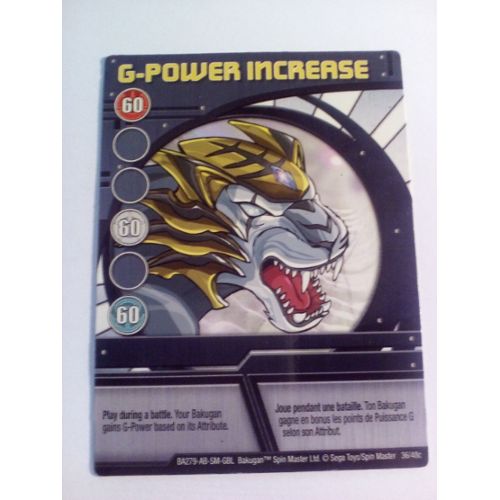 G-POWER INCREASE
60
60
60
Play during a battle. Your Bakugan
gains G-Power based on its Attribute.
Joue pendant une bataille. Ton Bakugan
gagne en bonus les points de Puissance G
selon son Attribut.
BA279-AB-SM-GBL Bakugan™ Spin Master Ltd. © Sega Toys/Spin Master 36/48c